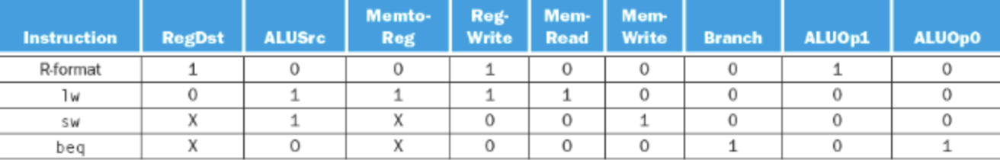 Instruction RegDst ALUSrc Memto-Reg Reg-Write Mem-Read Mem-Write Branch ALUOp1 ALUOp0
R-format 1 0 0 1 0 0 0 1 0
lw 0 1 1 1 1 0 0 0 0
sw X 1 X 0 0 1 0 0 0
beq X 0 X 0 0 0 1 0 1